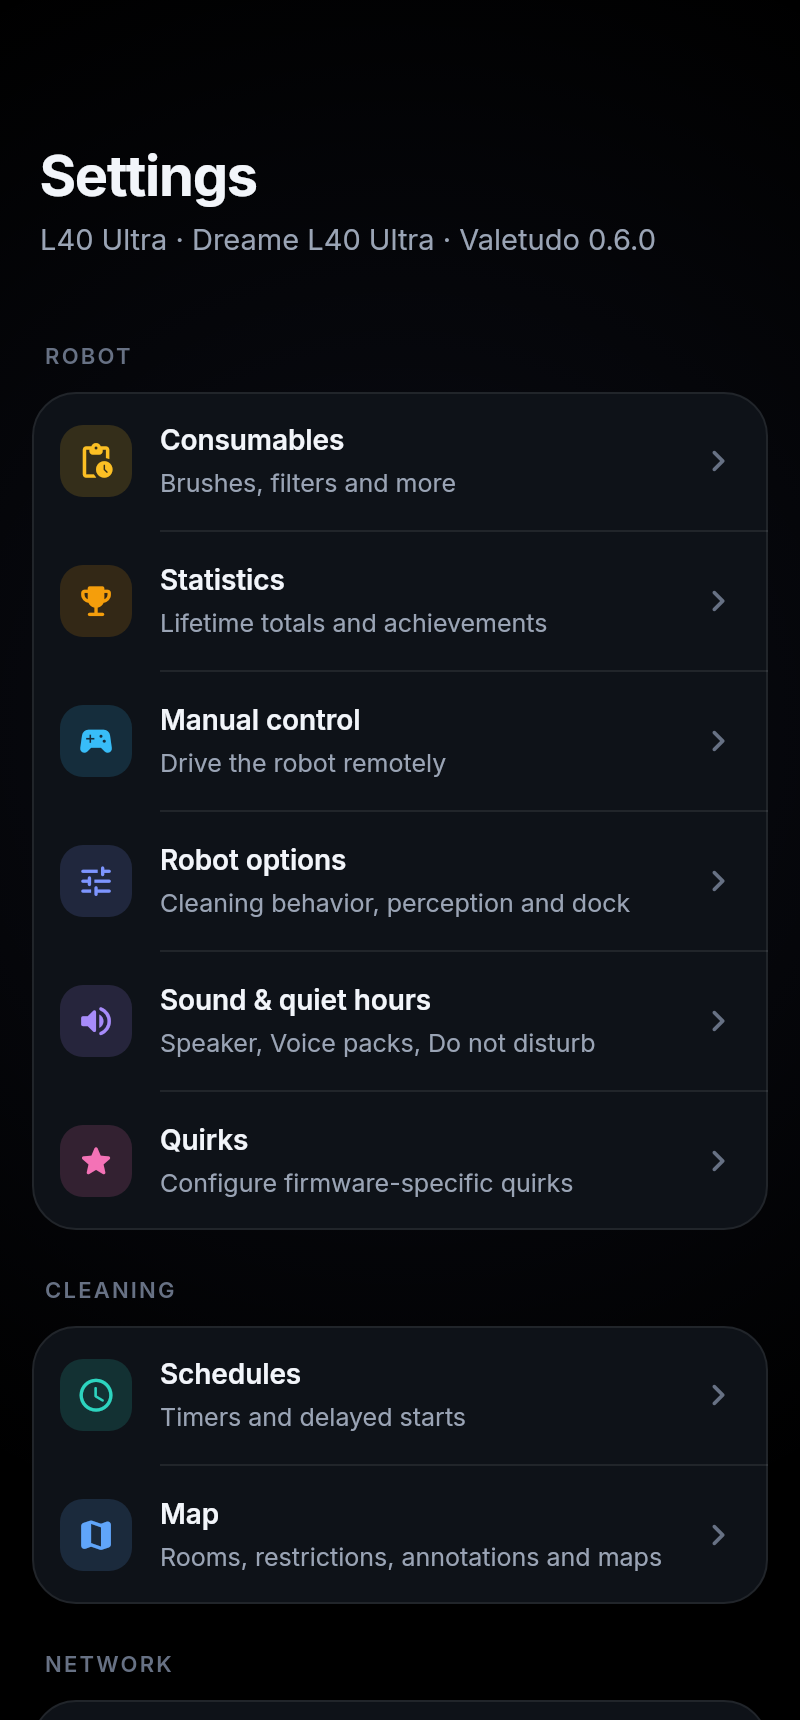 Settings
L40 Ultra · Dreame L40 Ultra · Valetudo 0.6.0
ROBOT
Consumables
Brushes, filters and more
Statistics
Lifetime totals and achievements
Manual control
Drive the robot remotely
Robot options
Cleaning behavior, perception and dock
Sound & quiet hours
Speaker, Voice packs, Do not disturb
Quirks
Configure firmware-specific quirks
CLEANING
Schedules
Timers and delayed starts
Map
Rooms, restrictions, annotations and maps
NETWORK